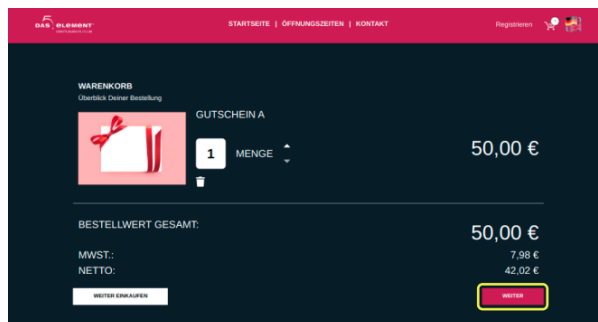 DAS 5. ELEMENT
STARTSEITE | ÖFFNUNGSZEITEN | KONTAKT
Registrieren
WARENKORB
Überblick Deiner Bestellung
GUTSCHEIN A
1 MENGE
50,00 €
BESTELLWERT GESAMT:
50,00 €
MWST.: 7,98 €
NETTO: 42,02 €
WEITER EINKAUFEN
WEITER